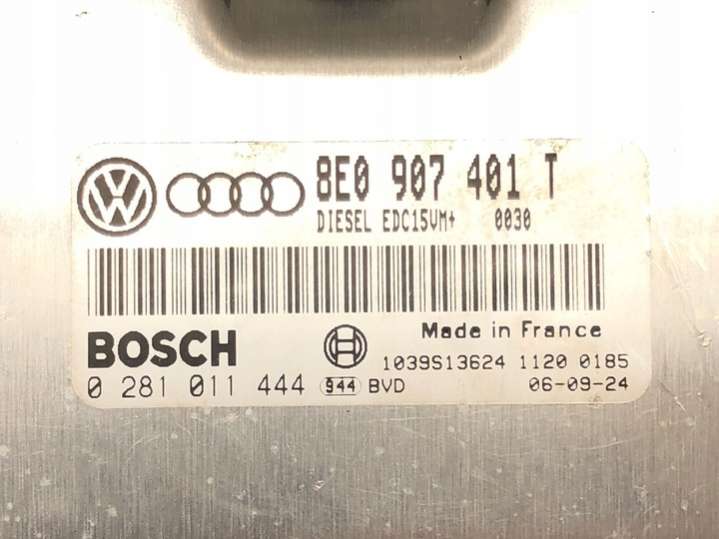 8E0 907 401 T
DIESEL EDC15VM+ 0030
BOSCH
Made in France
1039S13624 1120 0185
0 281 011 444 944 BVD 06-09-24